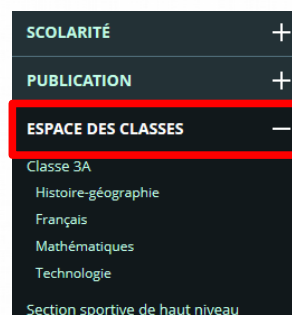 SCOLARITÉ
PUBLICATION
ESPACE DES CLASSES
Classe 3A
Histoire-géographie
Français
Mathématiques
Technologie
Section sportive de haut niveau